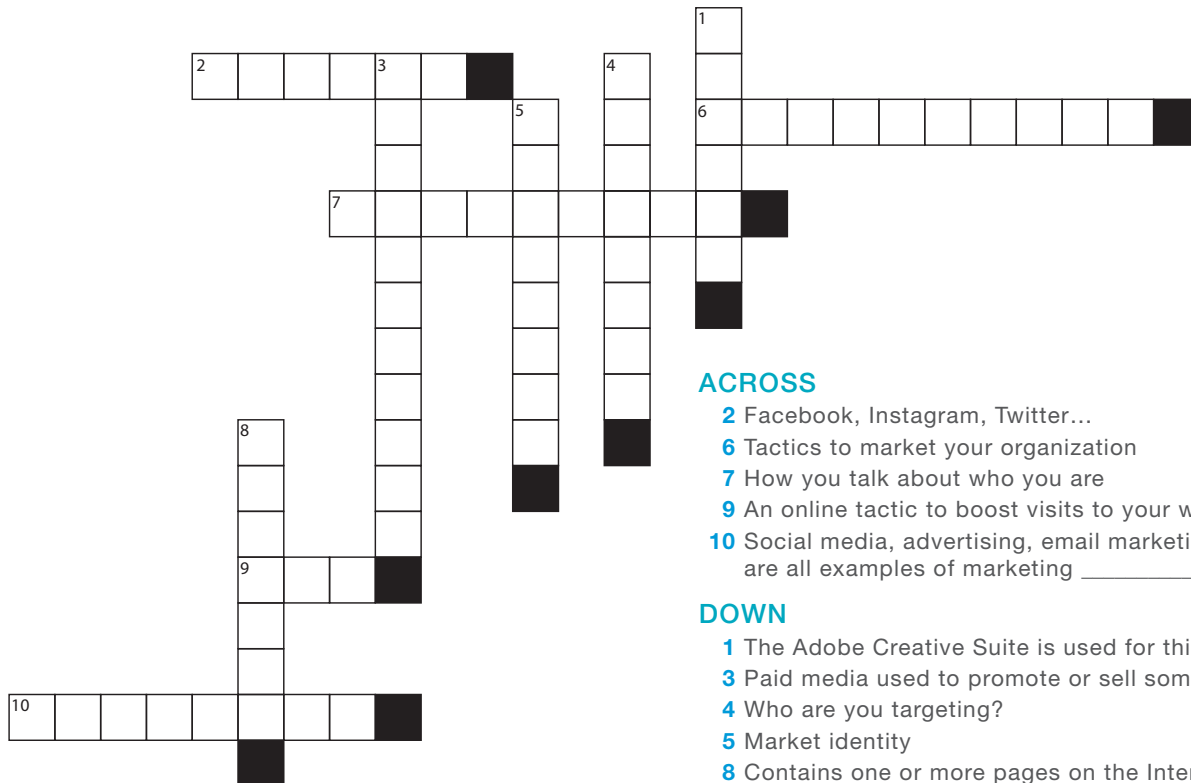 1
2 3 4
5 6
7
8
9
10
ACROSS
2 Facebook, Instagram, Twitter...
6 Tactics to market your organization
7 How you talk about who you are
9 An online tactic to boost visits to your
10 Social media, advertising, email
are all examples of marketing __________
DOWN
1 The Adobe Creative Suite is used for
3 Paid media used to promote or sell
4 Who are you targeting?
5 Market identity
8 Contains one or more pages on the